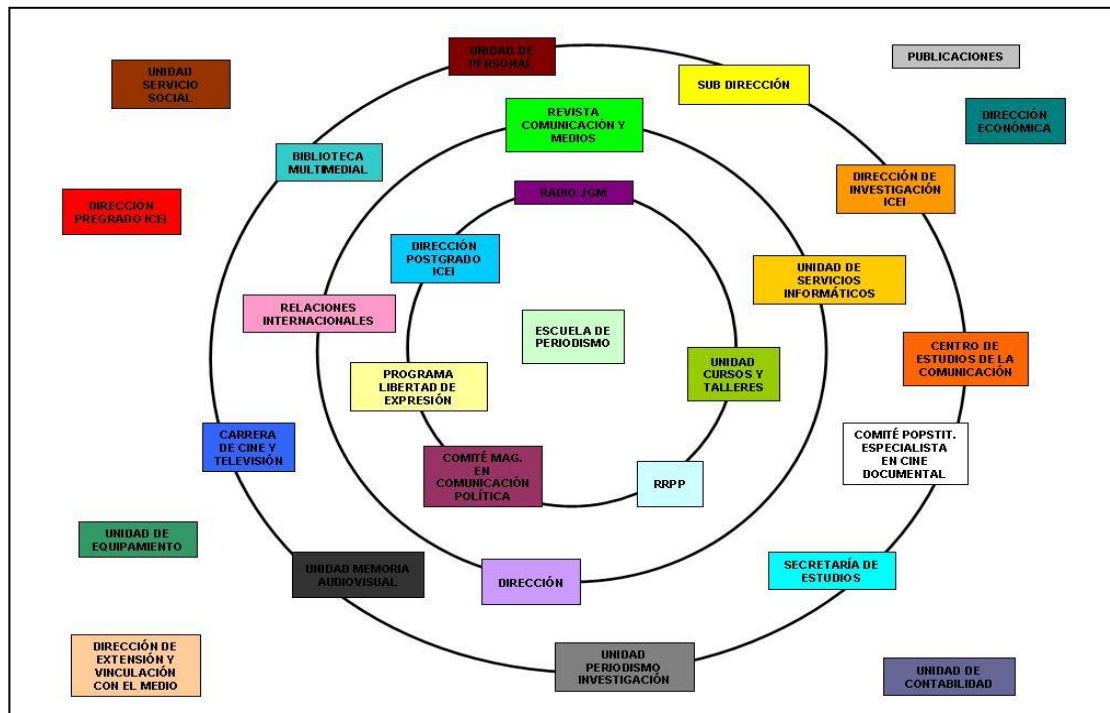 UNIDAD DE
PERSONAL
PUBLICACIONES
UNIDAD
SERVICIO
SOCIAL
SUB DIRECCIÓN
REVISTA
COMUNICACIÓN Y
MEDIOS
DIRECCIÓN
ECONÓMICA
BIBLIOTECA
MULTIMEDIAL
DIRECCIÓN DE
INVESTIGACIÓN
ICEI
RADIO JGM
DIRECCIÓN
PREGRADO ICEI
DIRECCIÓN
POSTGRADO
ICEI
UNIDAD DE
SERVICIOS
INFORMÁTICOS
RELACIONES
INTERNACIONALES
ESCUELA DE
PERIODISMO
CENTRO DE
ESTUDIOS DE LA
COMUNICACIÓN
UNIDAD
CURSOS Y
TALLERES
PROGRAMA
LIBERTAD DE
EXPRESIÓN
CARRERA
DE CINE Y
TELEVISIÓN
COMITÉ POPSTIT.
ESPECIALISTA
EN CINE
DOCUMENTAL
COMITÉ MAG.
EN
COMUNICACIÓN
POLÍTICA
RRPP
UNIDAD DE
EQUIPAMIENTO
UNIDAD MEMORIA
AUDIOVISUAL
DIRECCIÓN
SECRETARÍA DE
ESTUDIOS
DIRECCIÓN DE
EXTENSIÓN Y
VINCULACIÓN
CON EL MEDIO
UNIDAD
PERIODISMO
INVESTIGACIÓN
UNIDAD DE
CONTABILIDAD